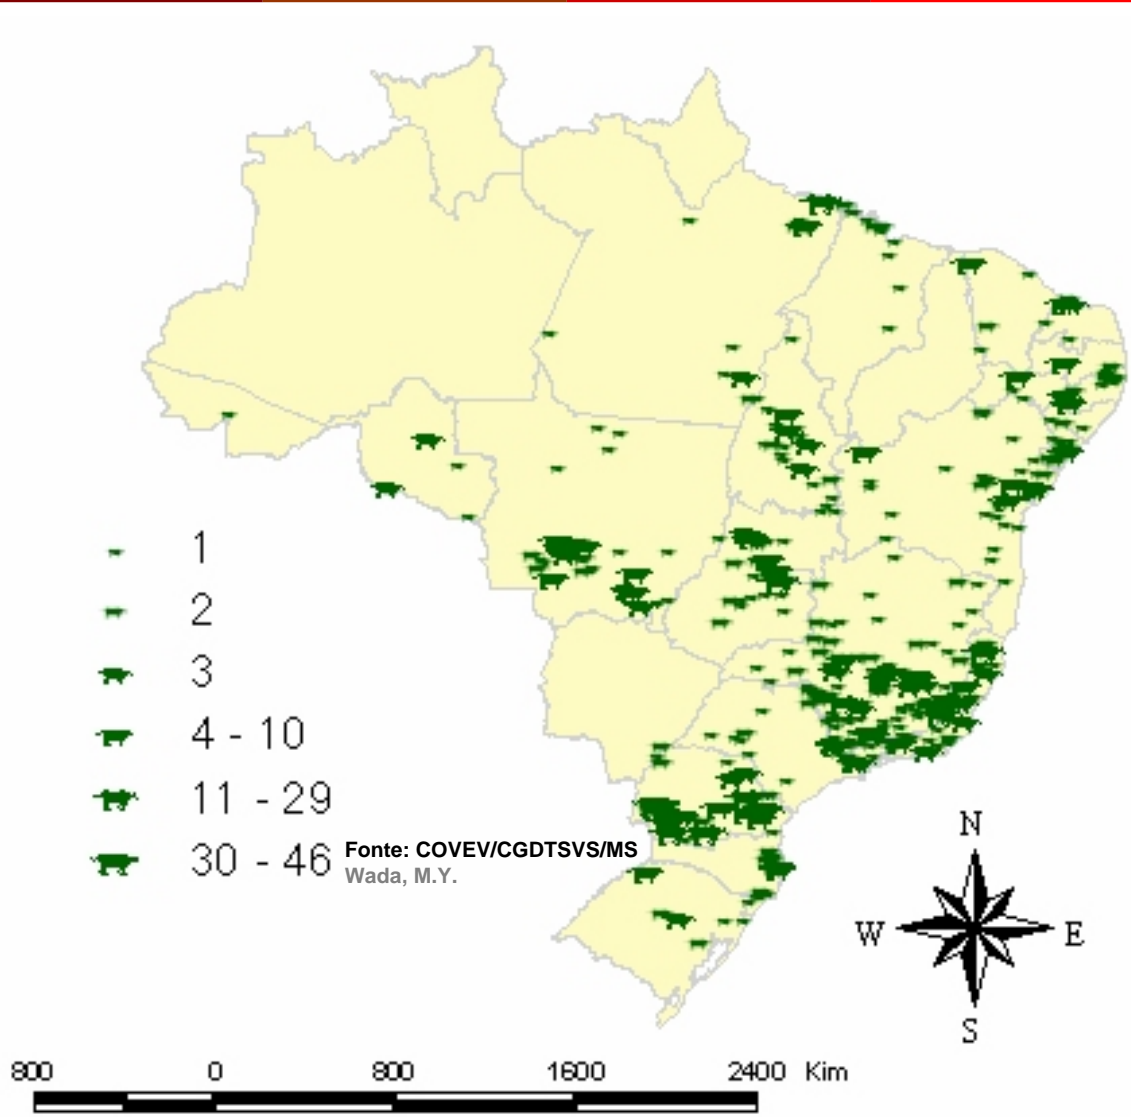 1
2
3
4 - 10
11 - 29
30 - 46
Fonte: COVEV/CGDTSVS/MS
Wada, M.Y.
N
W E
S
800 0 800 1600 2400 Kim